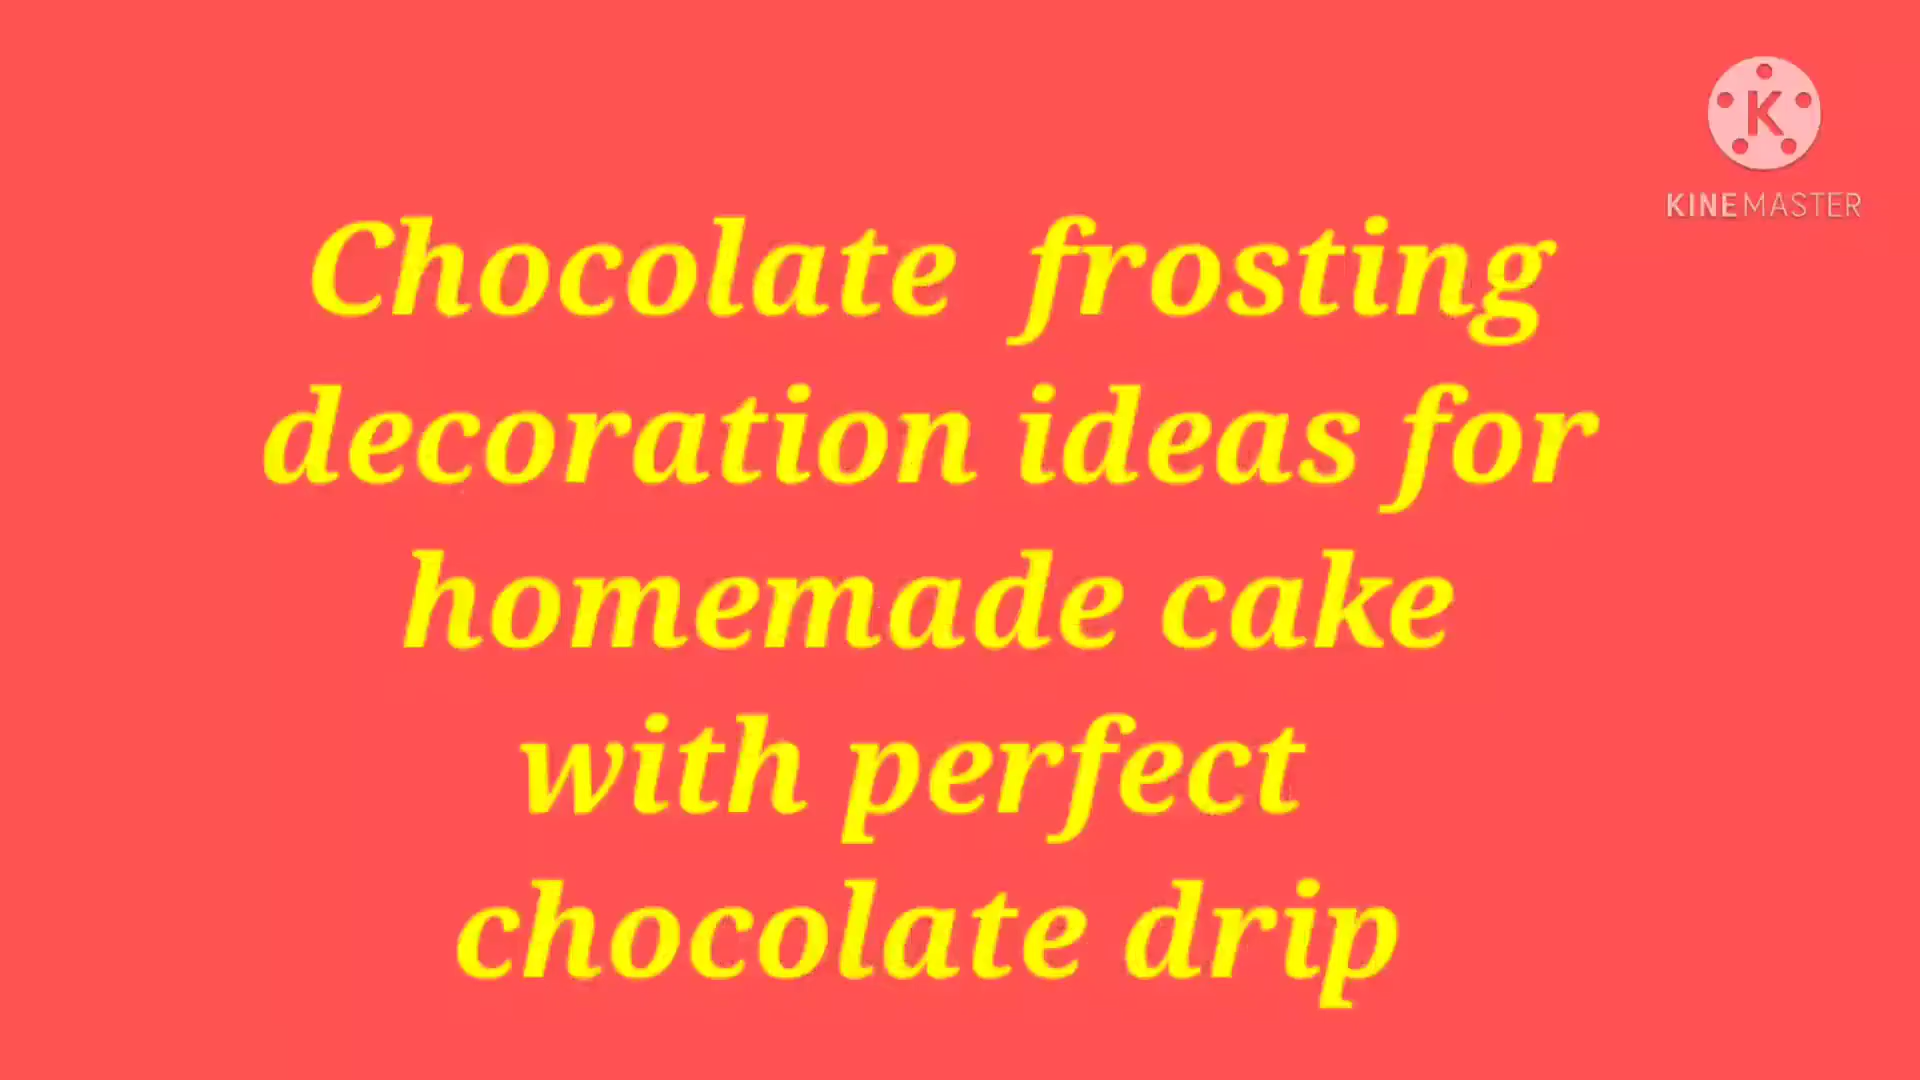 K
KINEMASTER
Chocolate frosting
decoration ideas for
homemade cake
with perfect
chocolate drip